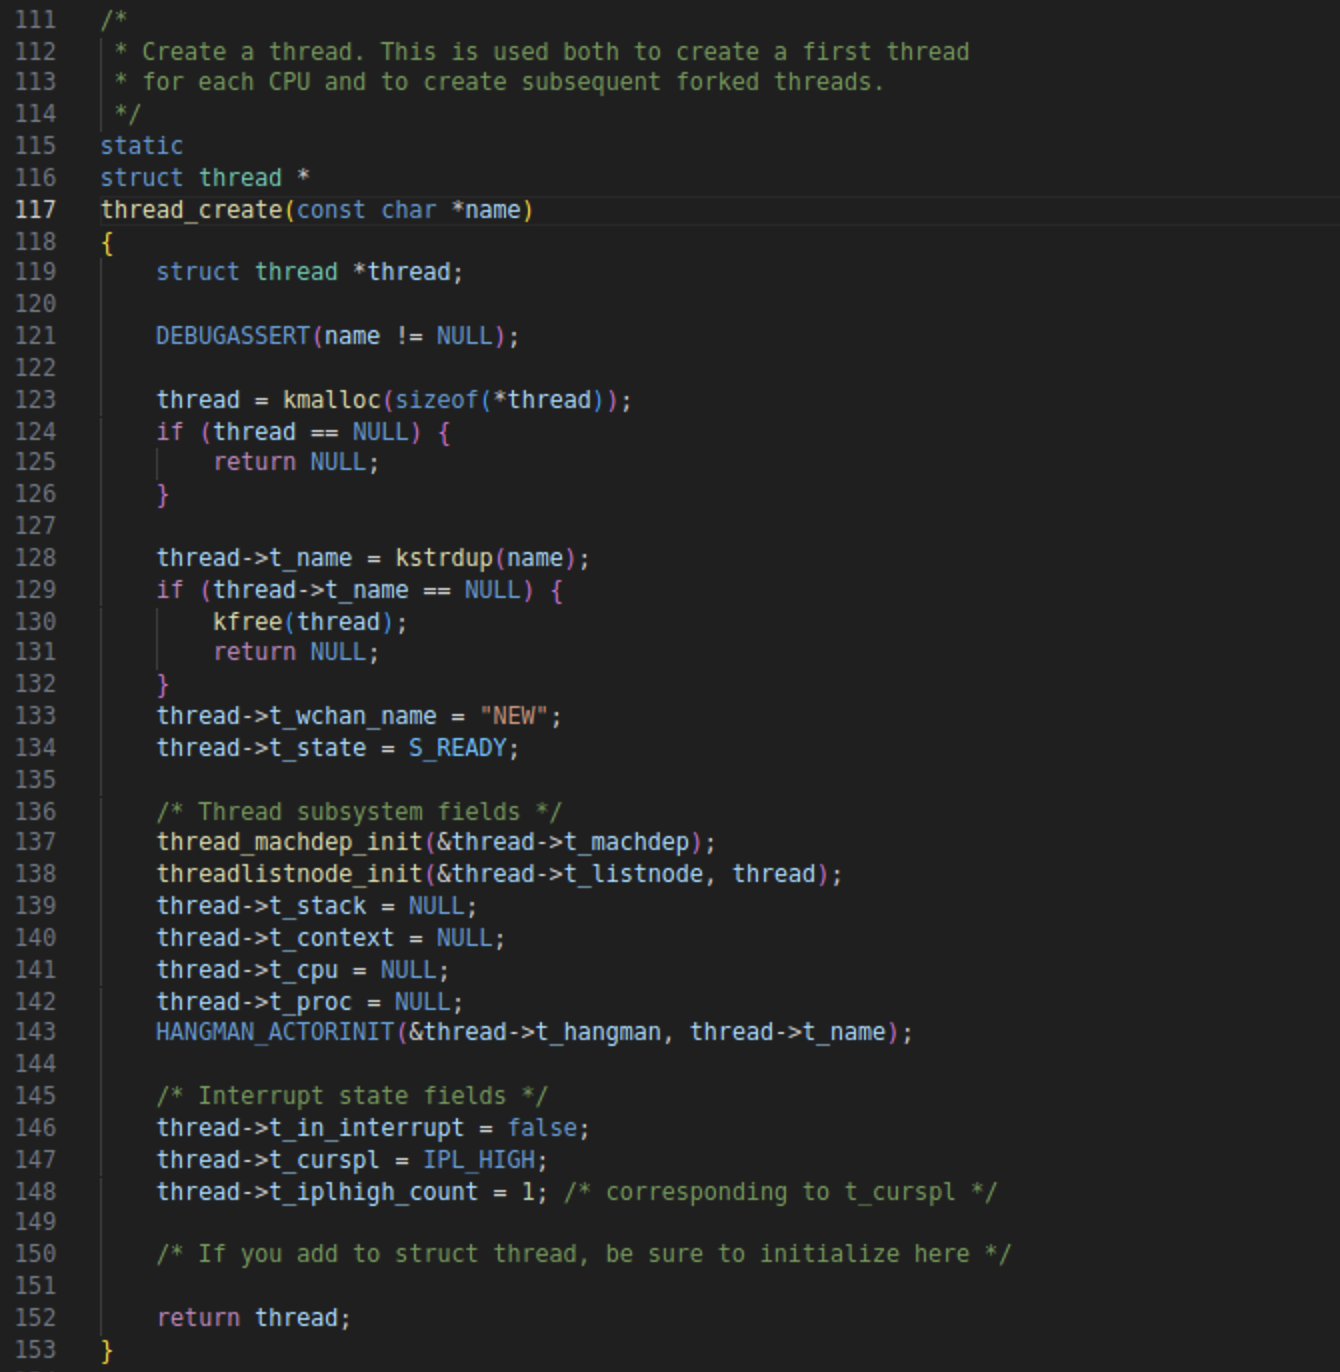 111 /*
112  * Create a thread. This is used both to create a first thread
113  * for each CPU and to create subsequent forked threads.
114  */
115 static
116 struct thread *
117 thread_create(const char *name)
118 {
119     struct thread *thread;
120
121     DEBUGASSERT(name != NULL);
122
123     thread = kmalloc(sizeof(*thread));
124     if (thread == NULL) {
125         return NULL;
126     }
127
128     thread->t_name = kstrdup(name);
129     if (thread->t_name == NULL) {
130         kfree(thread);
131         return NULL;
132     }
133     thread->t_wchan_name = "NEW";
134     thread->t_state = S_READY;
135
136     /* Thread subsystem fields */
137     thread_machdep_init(&thread->t_machdep);
138     threadlistnode_init(&thread->t_listnode, thread);
139     thread->t_stack = NULL;
140     thread->t_context = NULL;
141     thread->t_cpu = NULL;
142     thread->t_proc = NULL;
143     HANGMAN_ACTORINIT(&thread->t_hangman, thread->t_name);
144
145     /* Interrupt state fields */
146     thread->t_in_interrupt = false;
147     thread->t_curspl = IPL_HIGH;
148     thread->t_iplhigh_count = 1; /* corresponding to t_curspl */
149
150     /* If you add to struct thread, be sure to initialize here */
151
152     return thread;
153 }